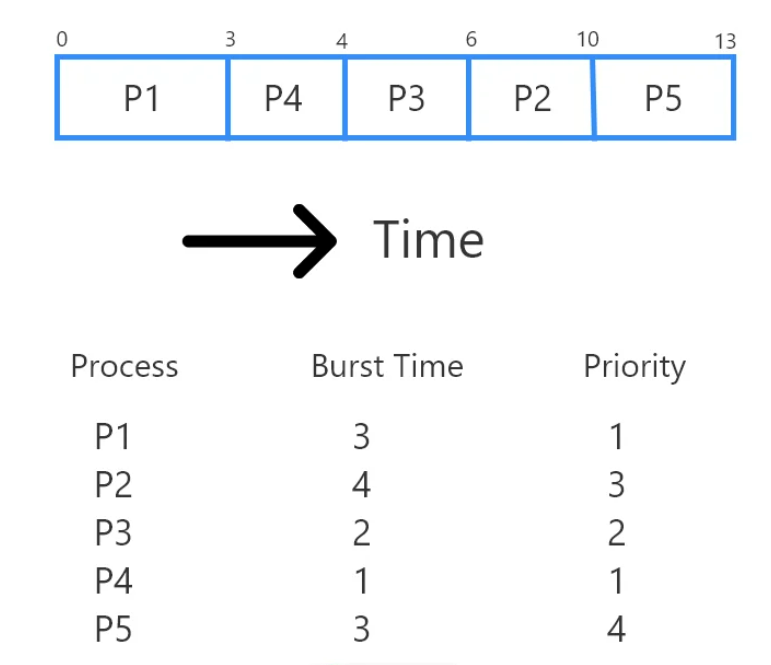 0 3 4 6 10 13
P1 P4 P3 P2 P5
Time
Process Burst Time Priority
P1 3 1
P2 4 3
P3 2 2
P4 1 1
P5 3 4